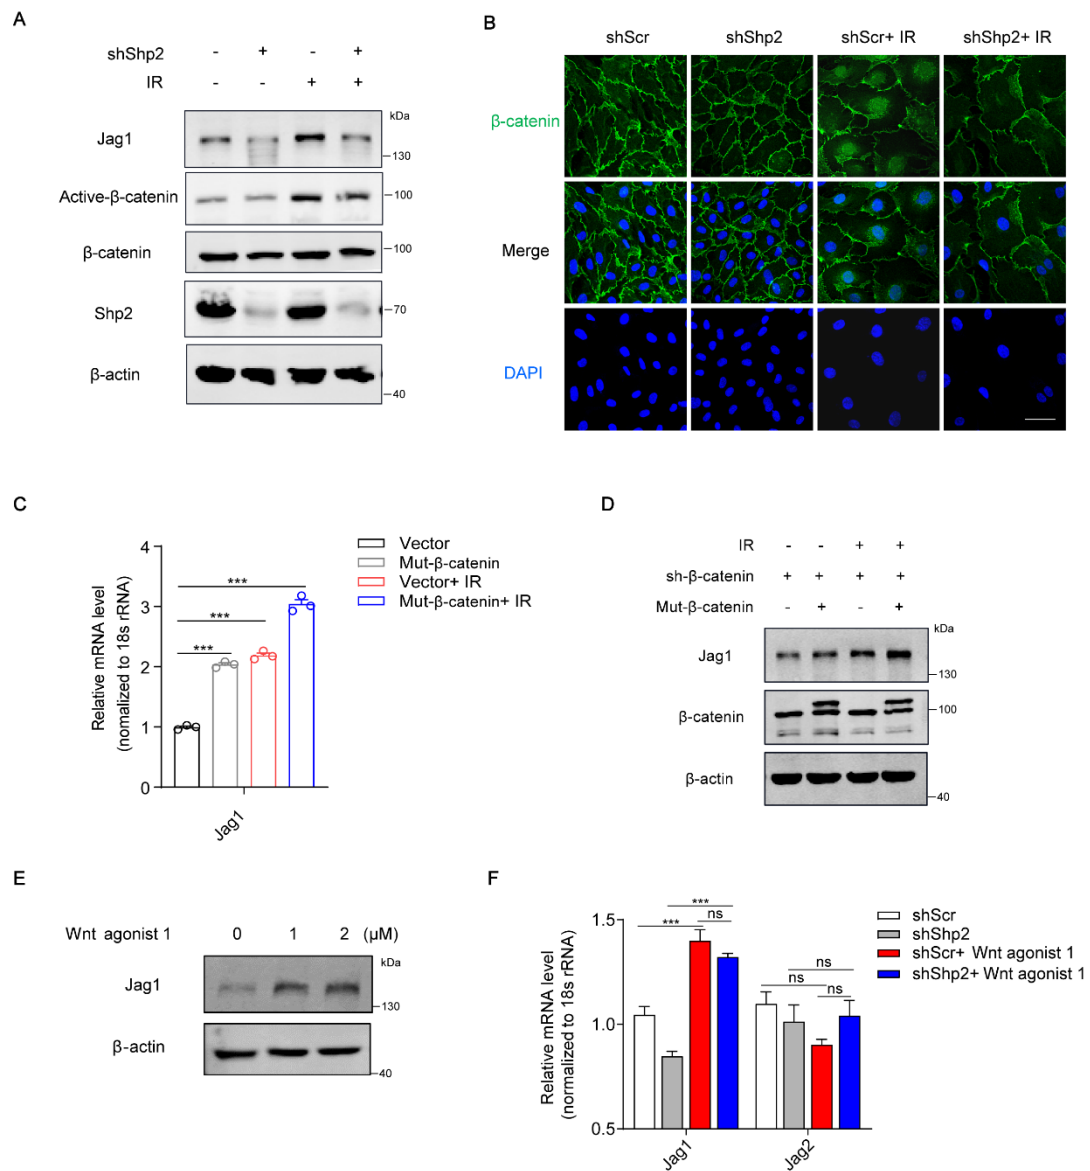 A
shShp2 - + - +
IR - - + +
kDa
Jag1
130
Active-β-catenin
100
β-catenin
100
Shp2
70
β-actin
40
B
shScr shShp2 shScr+ IR shShp2+ IR
β-catenin
Merge
DAPI
C
Relative mRNA level
(nomalized to 18s rRNA)
4
3
2
1
0
***
***
***
Jag1
Vector
Mut-β-catenin
Vector+ IR
Mut-β-catenin+ IR
D
IR - - + +
sh-β-catenin + + + +
Mut-β-catenin - + - +
kDa
Jag1
130
β-catenin
100
β-actin
40
E
Wnt agonist 1 0 1 2 (μM)
kDa
Jag1
130
β-actin
40
F
Relative mRNA level
(normalized to 18s rRNA)
1.5
1.0
0.5
***
***
ns
ns
ns
ns
Jag1
Jag2
shScr
shShp2
shScr+ Wnt agonist 1
shShp2+ Wnt agonist 1